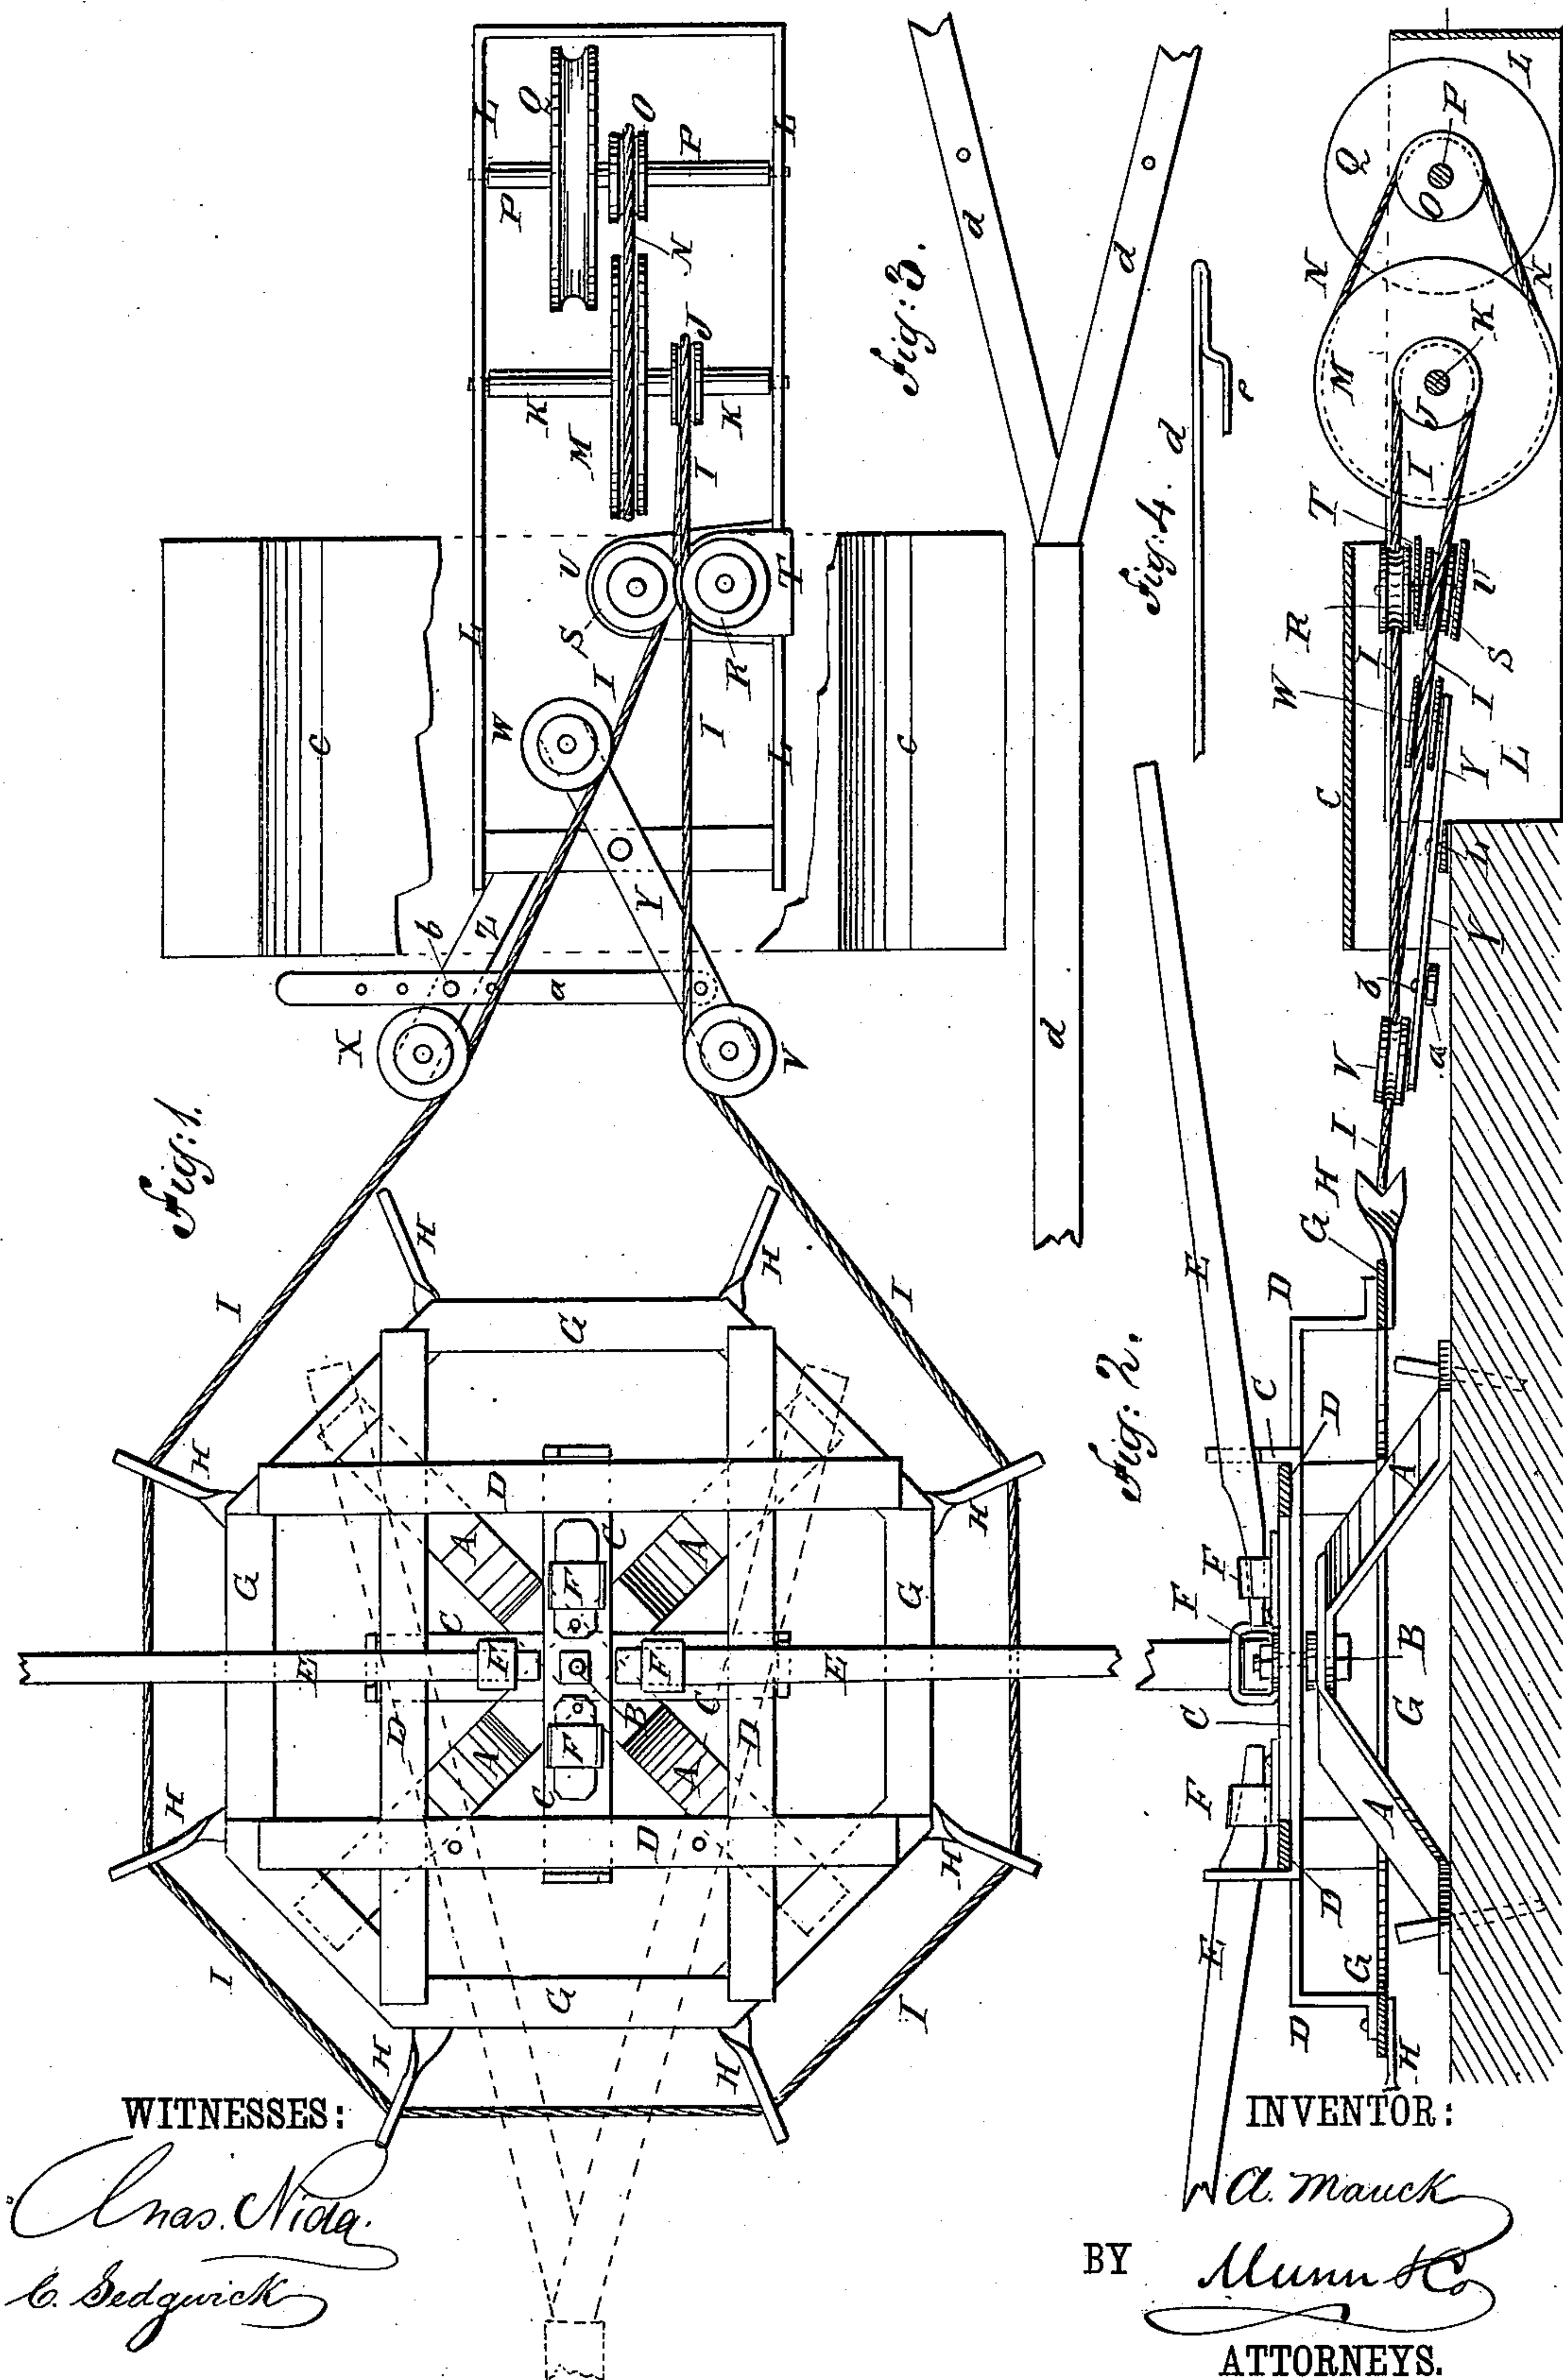 Fig: 1.
Fig: 2.
Fig: 3.
Fig: 4.
L L L L L L
Q O P P N
K K M J I
C C
U S T R
W I I I
Y Z b a X V
I I I I
H H H H H H H H
G G G G
D D D D
A A A A
C C C C
F F F F
E E B
d d d
d e
L P Q O N N
K M J
T I R W I I S U
C Y L L Y
b V a I H G
E D C D F F B G
C F A A
D E D G H
WITNESSES:
Chas. Nida.
C. Sedgwick
INVENTOR:
A. Mauck
BY Munn & Co
ATTORNEYS.